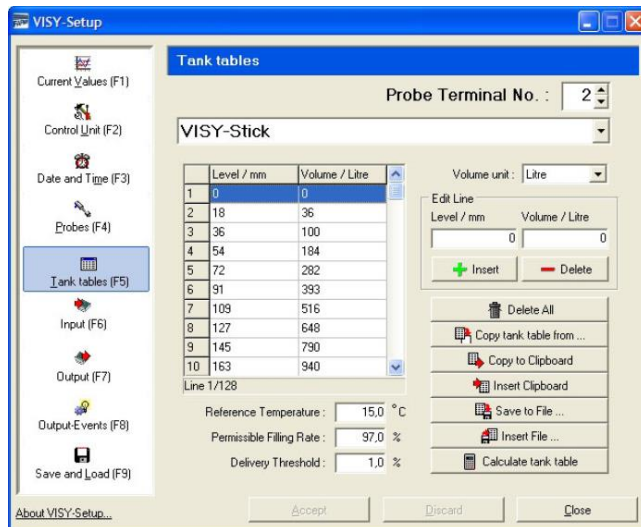 VISY-Setup
Current Values (F1)
Control Unit (F2)
Date and Time (F3)
Probes (F4)
Tank tables (F5)
Input (F6)
Output (F7)
Output-Events (F8)
Save and Load (F9)
About VISY-Setup...
Tank tables
Probe Terminal No. : 2
VISY-Stick
Level / mm Volume / Litre
1 0 0
2 18 36
3 36 100
4 54 184
5 72 282
6 91 393
7 109 516
8 127 648
9 145 790
10 163 940
Line 1/128
Reference Temperature : 15,0 °C
Permissible Filling Rate : 97,0 %
Delivery Threshold : 1,0 %
Volume unit : Litre
Edit Line
Level / mm Volume / Litre
0 0
Insert Delete
Delete All
Copy tank table from ...
Copy to Clipboard
Insert Clipboard
Save to File ...
Insert File ...
Calculate tank table
Accept Discard Close